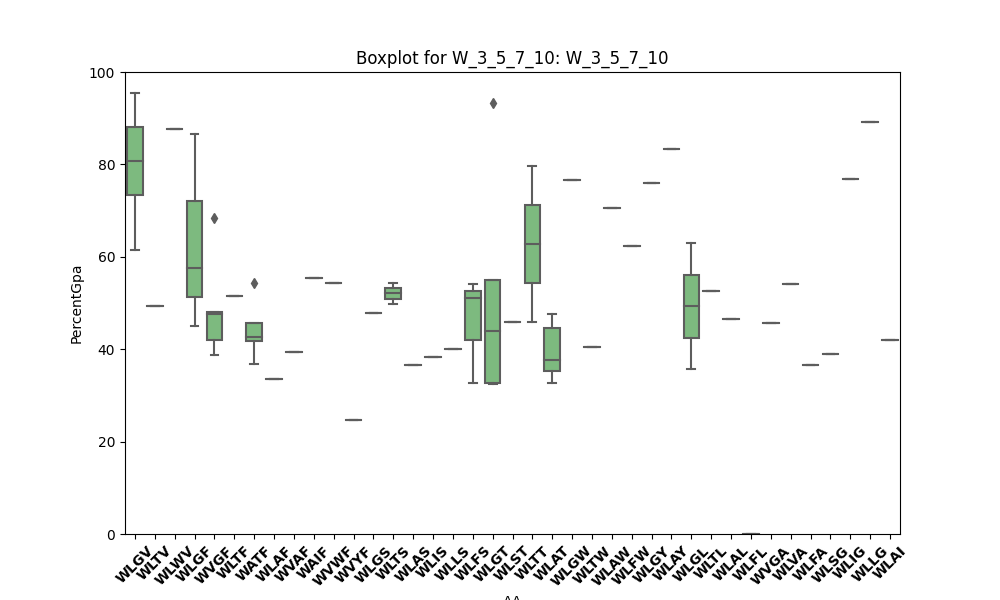 Boxplot for W_3_5_7_10: W_3_5_7_10
PercentGpa
100
80
60
40
20
0
WLGV
WLTV
WLWV
WLGF
WVGF
WLTF
WATF
WLAF
WVAF
WAIF
WVWF
WYYF
WLGS
WLTS
WLAS
WLIS
WLLS
WLFS
WLGT
WLST
WLTT
WLAT
WLGW
WLTW
WLAW
WLFW
WLGY
WLAY
WLGL
WLTL
WLAL
WLFL
WVGA
WLVA
WLFA
WLSG
WLIG
WLLG
WLAI
AA